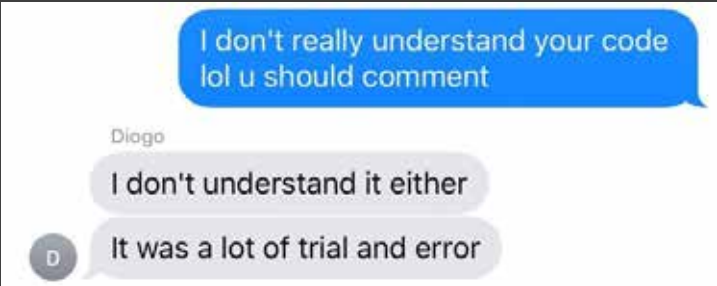 I don't really understand your code
lol u should comment
Diogo
I don't understand it either
It was a lot of trial and error
D